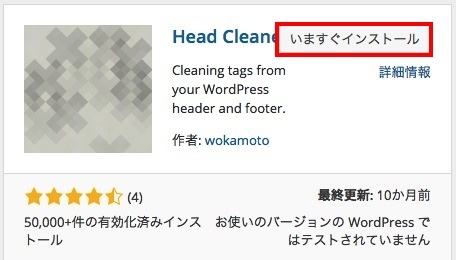 Head Cleane
いますぐインストール
Cleaning tags from
your WordPress
header and footer.
詳細情報
作者: wokamoto
(4)
最終更新: 10か月前
50,000+件の有効化済みインス
トール
お使いのバージョンの WordPress で
はテストされていません